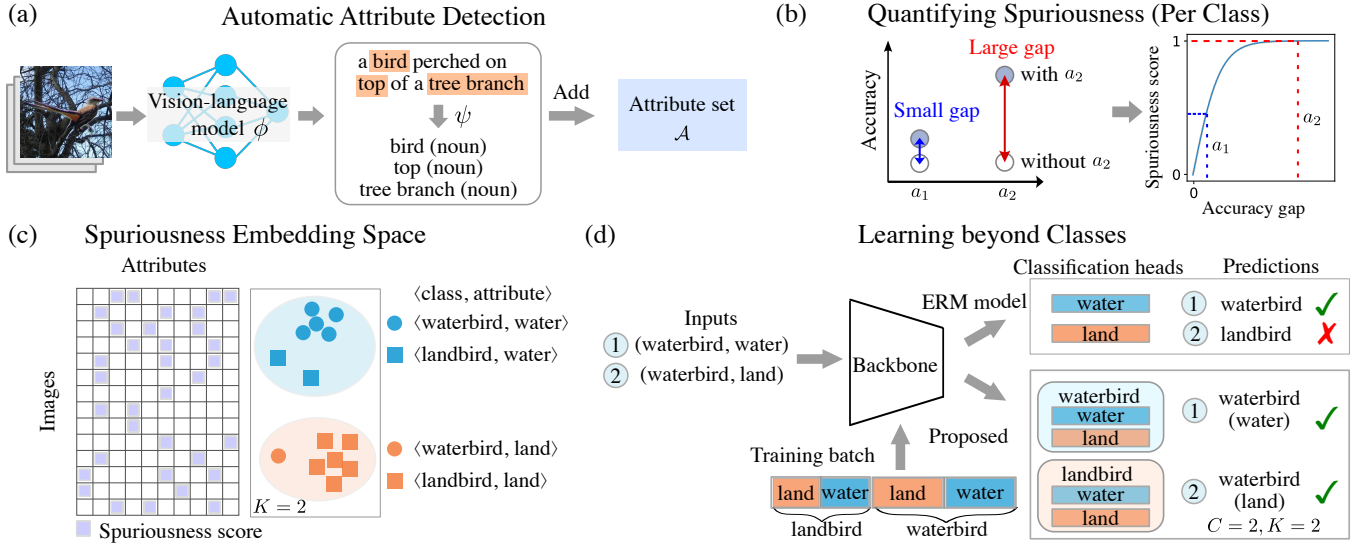 (a) Automatic Attribute Detection
Vision-language
model ϕ
a bird perched on
top of a tree branch
ψ
bird (noun)
top (noun)
tree branch (noun)
Add
Attribute set
𝒜
(b) Quantifying Spuriousness (Per Class)
Accuracy
Large gap
with a₂
Small gap
without a₂
a₁ a₂
Spuriousness score
1
a₁
a₂
0
0
Accuracy gap
(c) Spuriousness Embedding Space
Attributes
Images
Spuriousness score
⟨class, attribute⟩
⟨waterbird, water⟩
⟨landbird, water⟩
⟨waterbird, land⟩
⟨landbird, land⟩
K = 2
(d) Learning beyond Classes
Inputs
1 (waterbird, water)
2 (waterbird, land)
Backbone
ERM model
Proposed
Training batch
land water land water
landbird waterbird
Classification heads Predictions
water 1 waterbird ✓
land 2 landbird ✗
waterbird
water
land
1 waterbird
(water) ✓
landbird
water
land
2 waterbird
(land) ✓
C = 2, K = 2